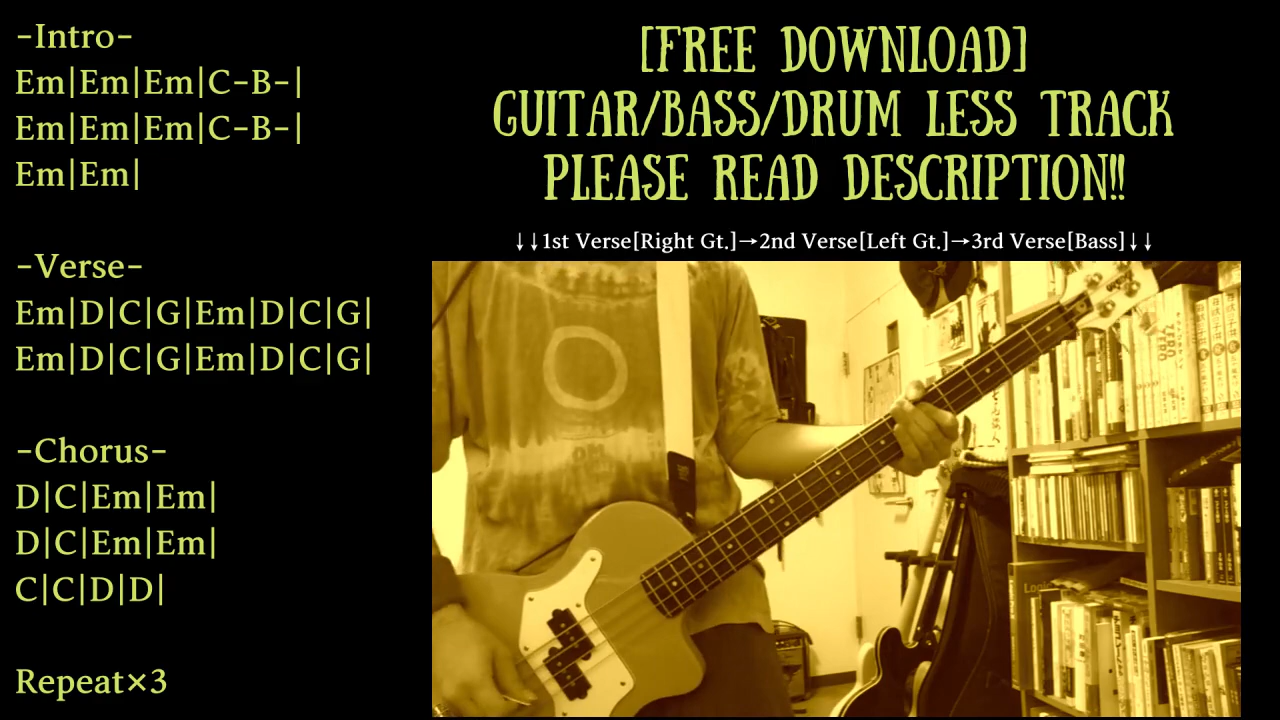 -Intro-
Em|Em|Em|C-B-|
Em|Em|Em|C-B-|
Em|Em|
-Verse-
Em|D|C|G|Em|D|C|G|
Em|D|C|G|Em|D|C|G|
-Chorus-
D|C|Em|Em|
D|C|Em|Em|
C|C|D|D|
Repeat×3
[FREE DOWNLOAD]
GUITAR/BASS/DRUM LESS TRACK
PLEASE READ DESCRIPTION!!
↓↓1st Verse[Right Gt.]→2nd Verse[Left Gt.]→3rd Verse[Bass]↓↓